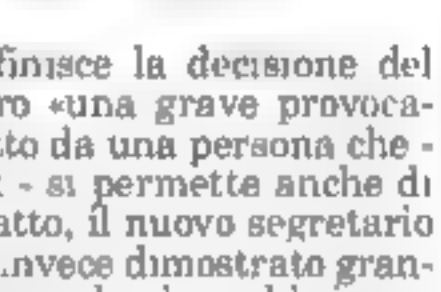 finisce la decisione del
ro «una grave provoca-
tto da una persona che -
- si permette anche di
atto, il nuovo segretario
invece dimostrato gran-